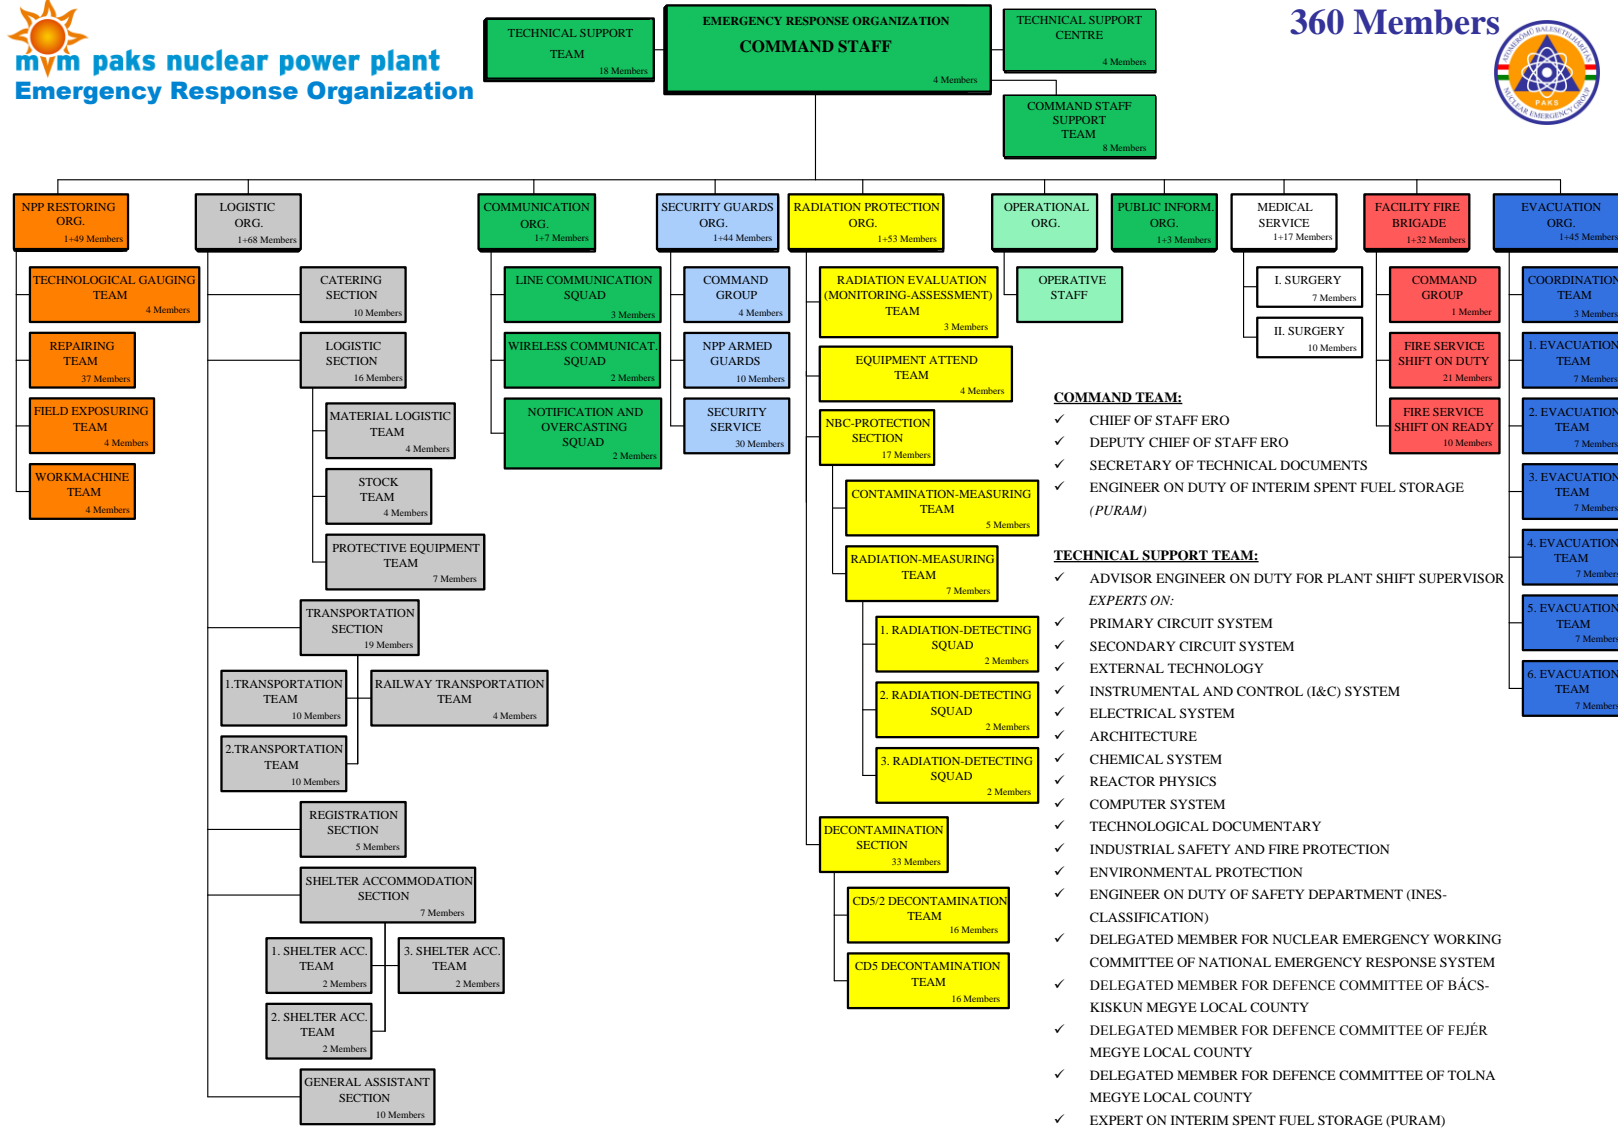 mvm paks nuclear power plant
Emergency Response Organization
TECHNICAL SUPPORT
TEAM
18 Members
EMERGENCY RESPONSE ORGANIZATION
COMMAND STAFF
4 Members
TECHNICAL SUPPORT
CENTRE
4 Members
COMMAND STAFF
SUPPORT
TEAM
8 Members
360 Members
ATOMERŐMŰ BALESETELHÁRÍTÁS
PAKS
NUCLEAR EMERGENCY GROUP
NPP RESTORING
ORG.
1+49 Members
TECHNOLOGICAL GAUGING
TEAM
4 Members
REPAIRING
TEAM
37 Members
FIELD EXPOSURING
TEAM
4 Members
WORKMACHINE
TEAM
4 Members
LOGISTIC
ORG.
1+68 Members
CATERING
SECTION
10 Members
LOGISTIC
SECTION
16 Members
MATERIAL LOGISTIC
TEAM
4 Members
STOCK
TEAM
4 Members
PROTECTIVE EQUIPMENT
TEAM
7 Members
TRANSPORTATION
SECTION
19 Members
1.TRANSPORTATION
TEAM
10 Members
RAILWAY TRANSPORTATION
TEAM
4 Members
2.TRANSPORTATION
TEAM
10 Members
REGISTRATION
SECTION
5 Members
SHELTER ACCOMMODATION
SECTION
7 Members
1. SHELTER ACC.
TEAM
2 Members
3. SHELTER ACC.
TEAM
2 Members
2. SHELTER ACC.
TEAM
2 Members
GENERAL ASSISTANT
SECTION
10 Members
COMMUNICATION
ORG.
1+7 Members
LINE COMMUNICATION
SQUAD
3 Members
WIRELESS COMMUNICAT.
SQUAD
2 Members
NOTIFICATION AND
OVERCASTING
SQUAD
2 Members
SECURITY GUARDS
ORG.
1+44 Members
COMMAND
GROUP
4 Members
NPP ARMED
GUARDS
10 Members
SECURITY
SERVICE
30 Members
RADIATION PROTECTION
ORG.
1+53 Members
RADIATION EVALUATION
(MONITORING-ASSESSMENT)
TEAM
3 Members
EQUIPMENT ATTEND
TEAM
4 Members
NBC-PROTECTION
SECTION
17 Members
CONTAMINATION-MEASURING
TEAM
5 Members
RADIATION-MEASURING
TEAM
7 Members
1. RADIATION-DETECTING
SQUAD
2 Members
2. RADIATION-DETECTING
SQUAD
2 Members
3. RADIATION-DETECTING
SQUAD
2 Members
DECONTAMINATION
SECTION
33 Members
CD5/2 DECONTAMINATION
TEAM
16 Members
CD5 DECONTAMINATION
TEAM
16 Members
OPERATIONAL
ORG.
OPERATIVE
STAFF
PUBLIC INFORM.
ORG.
1+3 Members
MEDICAL
SERVICE
1+17 Members
I. SURGERY
7 Members
II. SURGERY
10 Members
FACILITY FIRE
BRIGADE
1+32 Members
COMMAND
GROUP
1 Member
FIRE SERVICE
SHIFT ON DUTY
21 Members
FIRE SERVICE
SHIFT ON READY
10 Members
EVACUATION
ORG.
1+45 Members
COORDINATION
TEAM
3 Members
1. EVACUATION
TEAM
7 Members
2. EVACUATION
TEAM
7 Members
3. EVACUATION
TEAM
7 Members
4. EVACUATION
TEAM
7 Members
5. EVACUATION
TEAM
7 Members
6. EVACUATION
TEAM
7 Members
COMMAND TEAM:
✓ CHIEF OF STAFF ERO
✓ DEPUTY CHIEF OF STAFF ERO
✓ SECRETARY OF TECHNICAL DOCUMENTS
✓ ENGINEER ON DUTY OF INTERIM SPENT FUEL STORAGE
(PURAM)
TECHNICAL SUPPORT TEAM:
✓ ADVISOR ENGINEER ON DUTY FOR PLANT SHIFT SUPERVISOR
EXPERTS ON:
✓ PRIMARY CIRCUIT SYSTEM
✓ SECONDARY CIRCUIT SYSTEM
✓ EXTERNAL TECHNOLOGY
✓ INSTRUMENTAL AND CONTROL (I&C) SYSTEM
✓ ELECTRICAL SYSTEM
✓ ARCHITECTURE
✓ CHEMICAL SYSTEM
✓ REACTOR PHYSICS
✓ COMPUTER SYSTEM
✓ TECHNOLOGICAL DOCUMENTARY
✓ INDUSTRIAL SAFETY AND FIRE PROTECTION
✓ ENVIRONMENTAL PROTECTION
✓ ENGINEER ON DUTY OF SAFETY DEPARTMENT (INES-
CLASSIFICATION)
✓ DELEGATED MEMBER FOR NUCLEAR EMERGENCY WORKING
COMMITTEE OF NATIONAL EMERGENCY RESPONSE SYSTEM
✓ DELEGATED MEMBER FOR DEFENCE COMMITTEE OF BÁCS-
KISKUN MEGYE LOCAL COUNTY
✓ DELEGATED MEMBER FOR DEFENCE COMMITTEE OF FEJÉR
MEGYE LOCAL COUNTY
✓ DELEGATED MEMBER FOR DEFENCE COMMITTEE OF TOLNA
MEGYE LOCAL COUNTY
✓ EXPERT ON INTERIM SPENT FUEL STORAGE (PURAM)